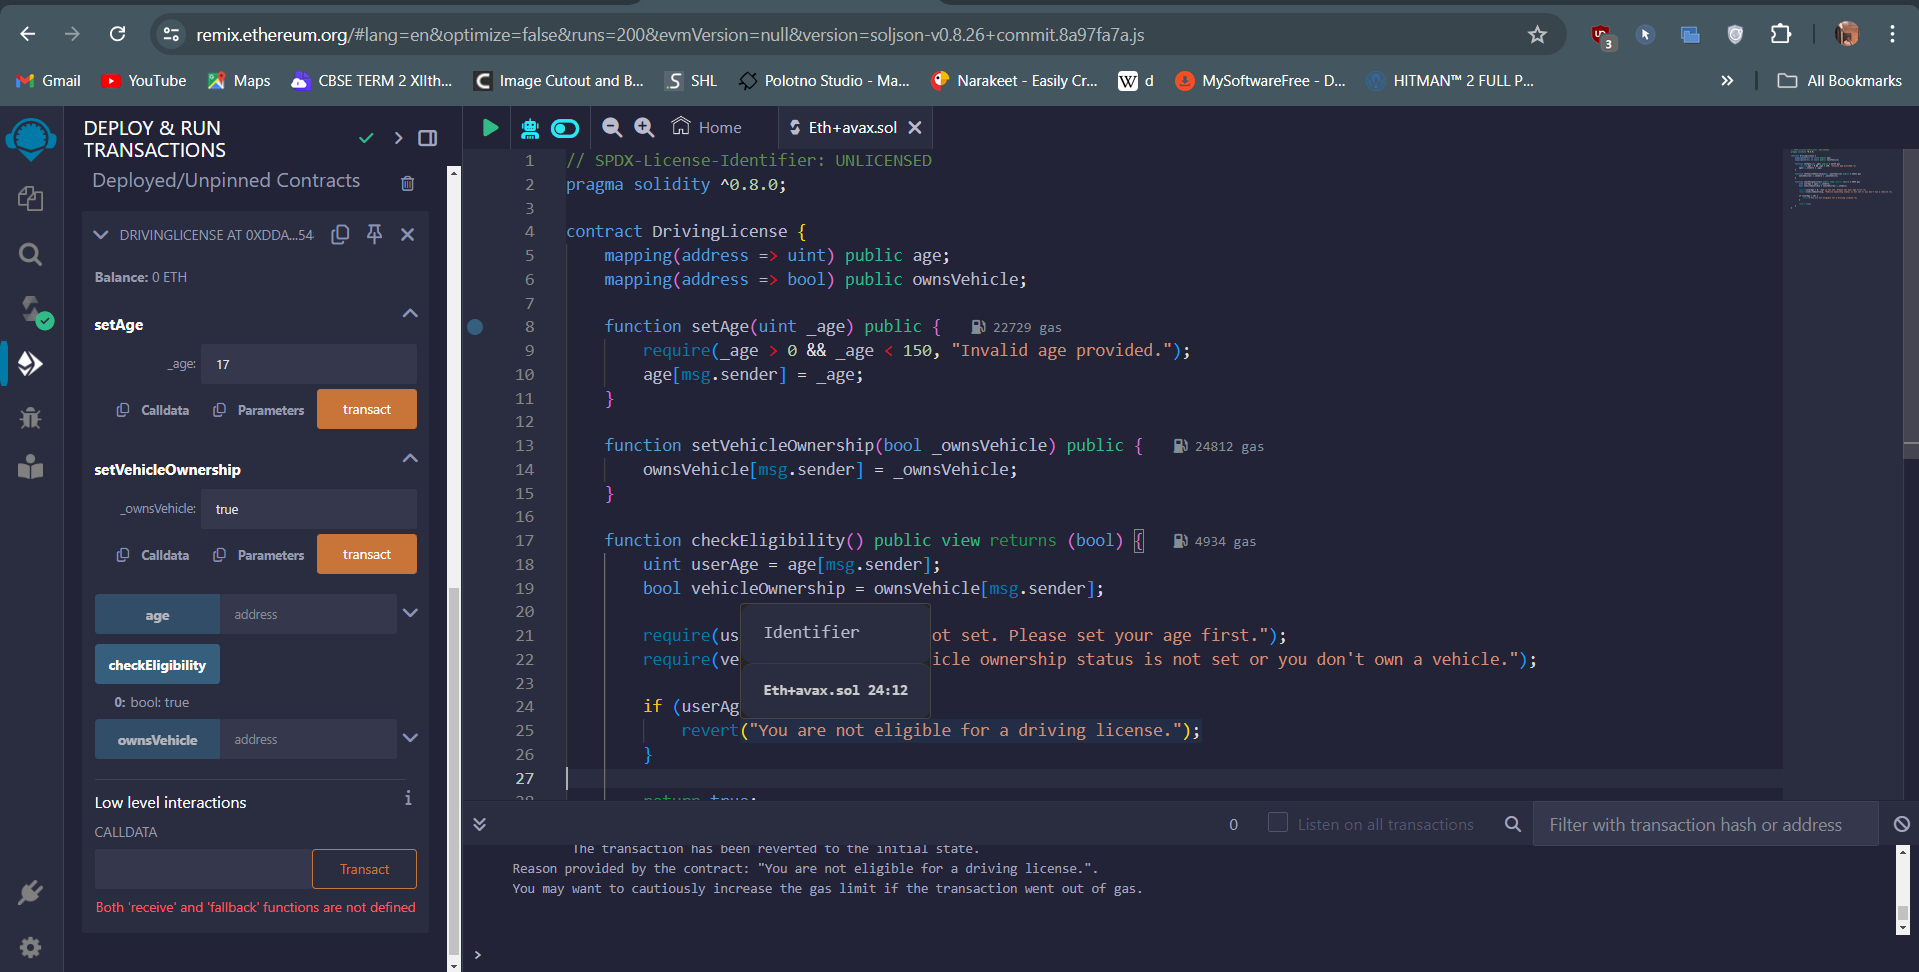 remix.ethereum.org/#lang=en&optimize=false&runs=200&evmVersion=null&version=soljson-v0.8.26+commit.8a97fa7a.js
3
Gmail YouTube Maps CBSE TERM 2 XIIth... Image Cutout and B... SHL Polotno Studio - Ma... Narakeet - Easily Cr... W d MySoftwareFree - D... HITMAN™ 2 FULL P... » All Bookmarks
DEPLOY & RUN
TRANSACTIONS
Deployed/Unpinned Contracts
DRIVINGLICENSE AT 0XDDA...54
Balance: 0 ETH
setAge
_age: 17
Calldata Parameters transact
setVehicleOwnership
_ownsVehicle: true
Calldata Parameters transact
age address
checkEligibility
0: bool: true
ownsVehicle address
Low level interactions i
CALLDATA
Transact
Both 'receive' and 'fallback' functions are not defined
Home Eth+avax.sol
1 // SPDX-License-Identifier: UNLICENSED
2 pragma solidity ^0.8.0;
3
4 contract DrivingLicense {
5 mapping(address => uint) public age;
6 mapping(address => bool) public ownsVehicle;
7
8 function setAge(uint _age) public { 22729 gas
9 require(_age > 0 && _age < 150, "Invalid age provided.");
10 age[msg.sender] = _age;
11 }
12
13 function setVehicleOwnership(bool _ownsVehicle) public { 24812 gas
14 ownsVehicle[msg.sender] = _ownsVehicle;
15 }
16
17 function checkEligibility() public view returns (bool) { 4934 gas
18 uint userAge = age[msg.sender];
19 bool vehicleOwnership = ownsVehicle[msg.sender];
20
21 require(us ot set. Please set your age first.");
22 require(ve icle ownership status is not set or you don't own a vehicle.");
23
24 if (userAg
25 revert("You are not eligible for a driving license.");
26 }
27
28 return true;
Identifier
Eth+avax.sol 24:12
0 Listen on all transactions Filter with transaction hash or address
The transaction has been reverted to the initial state.
Reason provided by the contract: "You are not eligible for a driving license.".
You may want to cautiously increase the gas limit if the transaction went out of gas.
>